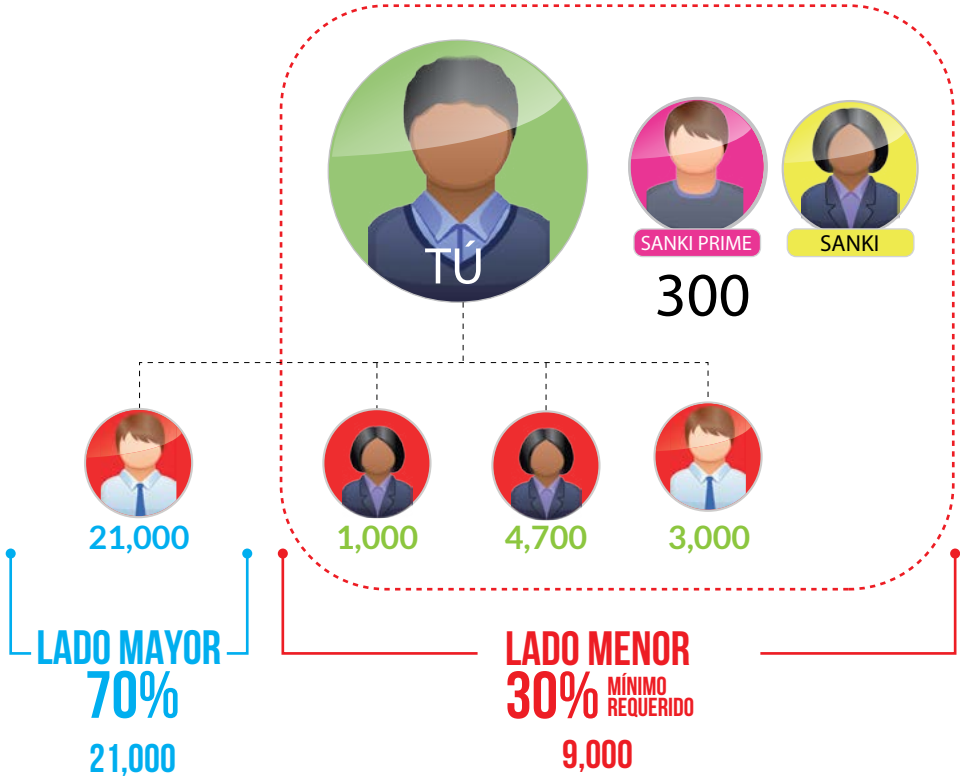 TÚ
SANKI PRIME
SANKI
300
21,000
1,000
4,700
3,000
LADO MAYOR
70%
21,000
LADO MENOR
30% MÍNIMO
REQUERIDO
9,000